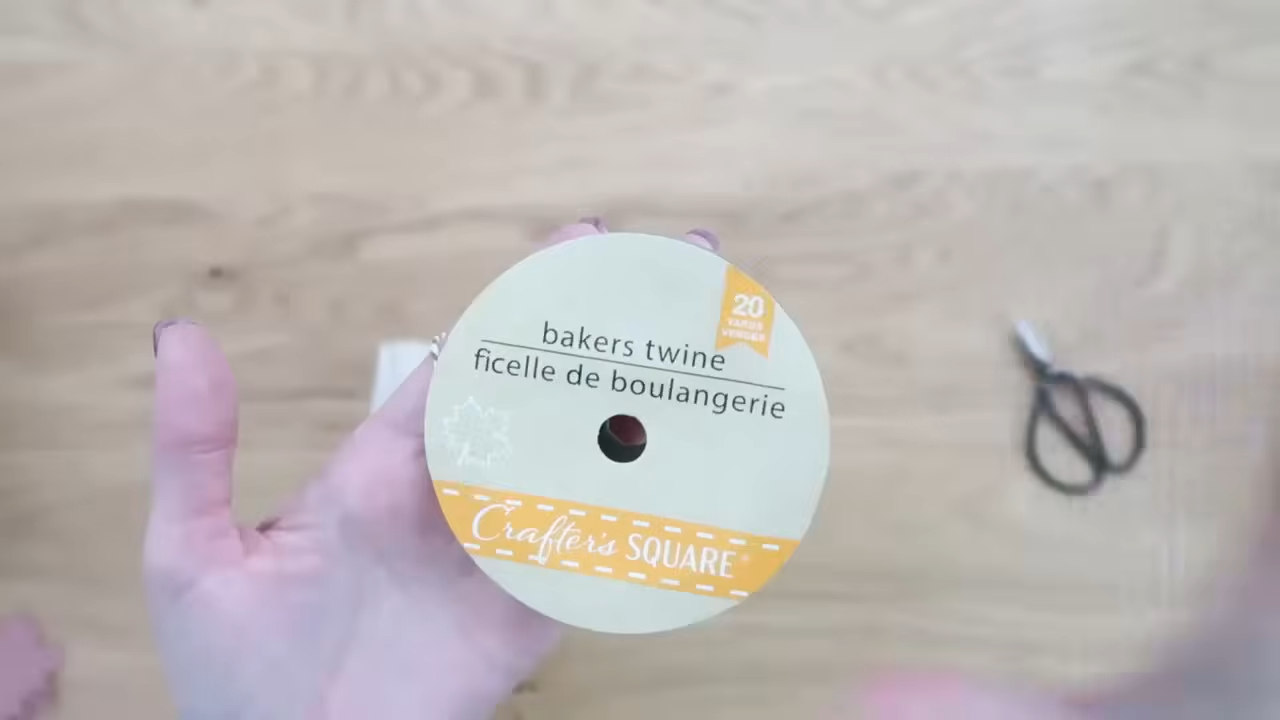 20
YARDS
VERGES
bakers twine
ficelle de boulangerie
Crafter's SQUARE